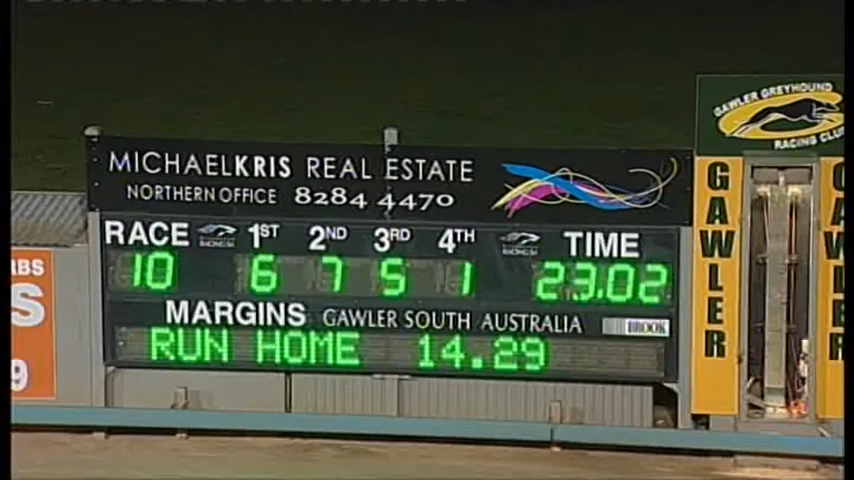 GAWLER GREYHOUND
RACING CLUB
MICHAELKRIS REAL ESTATE
NORTHERN OFFICE 8284 4470
RACE 1ST 2ND 3RD 4TH TIME
10 6 7 5 1 23.02
MARGINS GAWLER SOUTH AUSTRALIA BROOK
RUN HOME 14.29
GAWLER